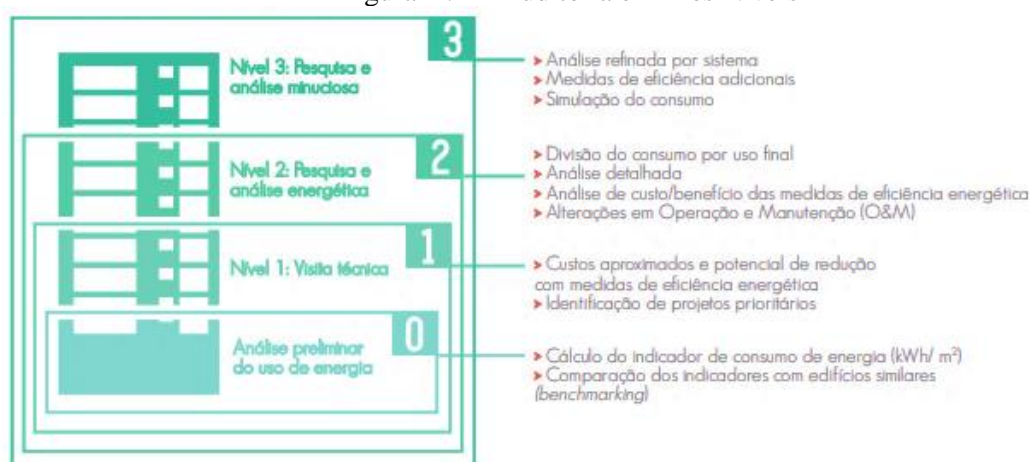 3
Nível 3: Pesquisa e
análise minuciosa
➤ Análise refinada por sistema
➤ Medidas de eficiência adicionais
➤ Simulação do consumo
2
Nível 2: Pesquisa e
análise energética
➤ Divisão do consumo por uso final
➤ Análise detalhada
➤ Análise de custo/benefício das medidas de eficiência energética
➤ Alterações em Operação e Manutenção (O&M)
1
Nível 1: Visita técnica
➤ Custos aproximados e potencial de redução
com medidas de eficiência energética
➤ Identificação de projetos prioritários
0
Análise preliminar
do uso de energia
➤ Cálculo do indicador de consumo de energia (kWh/ m²)
➤ Comparação dos indicadores com edifícios similares
(benchmarking)